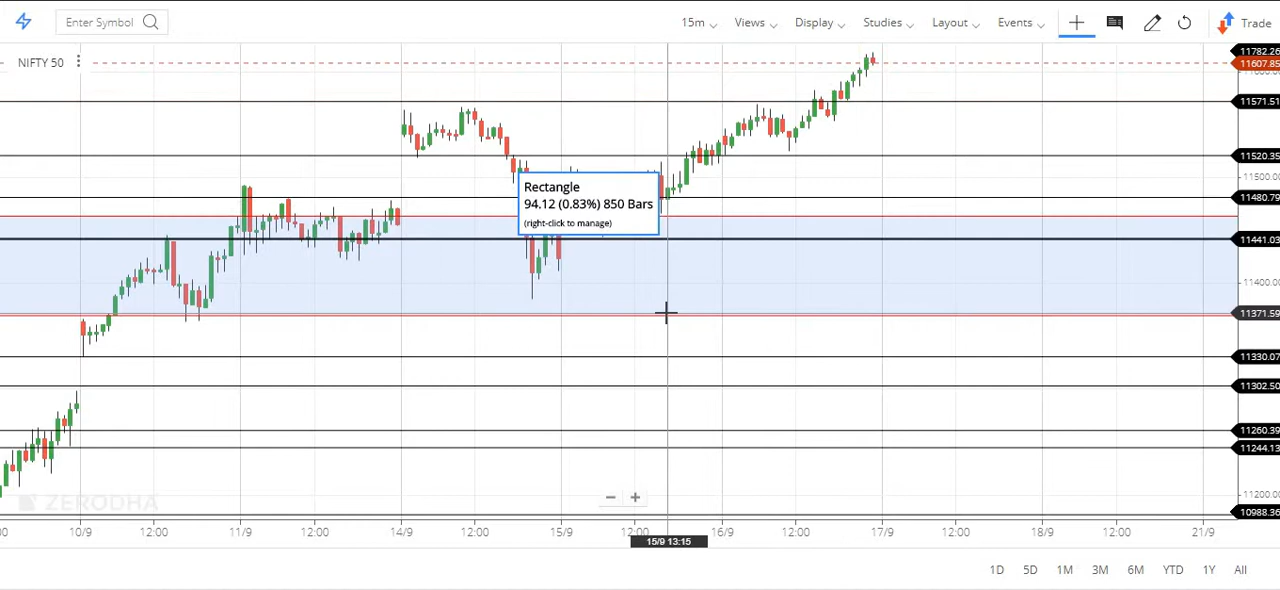 Enter Symbol
15m Views Display Studies Layout Events Trade
NIFTY 50
11782.26
11607.85
11571.51
11520.35
11500.00
11480.79
11441.03
11400.00
11371.59
11330.07
11302.50
11260.39
11244.13
11200.00
10988.36
Rectangle
94.12 (0.83%) 850 Bars
(right-click to manage)
ZERODHA
10/9 12:00 11/9 12:00 14/9 12:00 15/9 12:00 16/9 12:00 17/9 12:00 18/9 12:00 21/9
15/9 13:15
1D 5D 1M 3M 6M YTD 1Y All